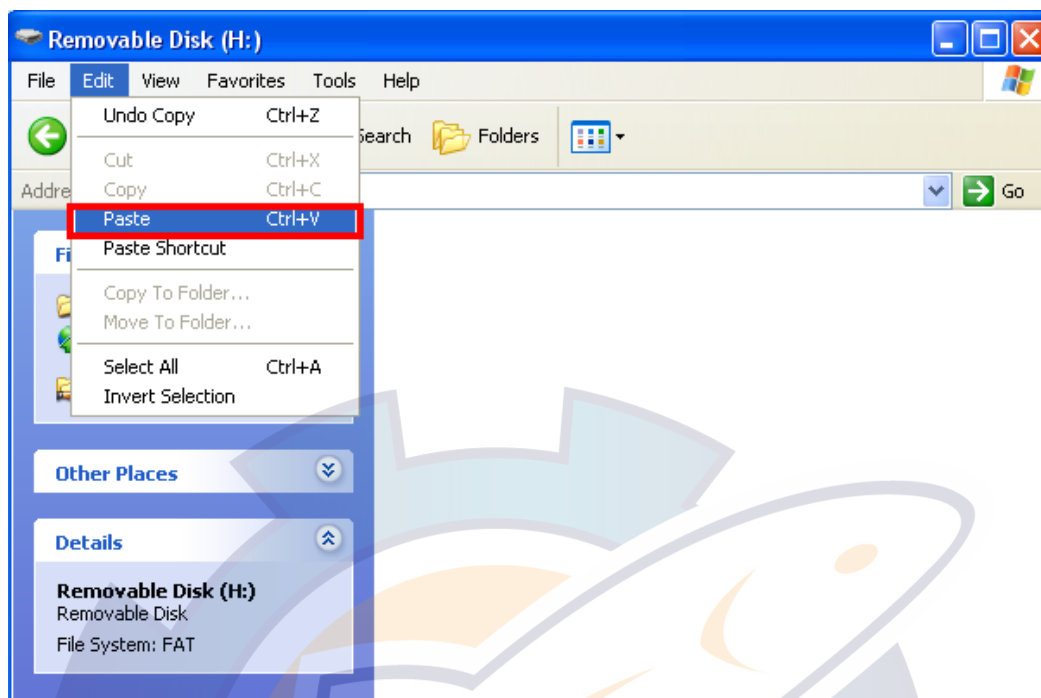 Removable Disk (H:)
File Edit View Favorites Tools Help
Undo Copy Ctrl+Z
Search Folders
Cut Ctrl+X
Copy Ctrl+C
Go
Paste Ctrl+V
Paste Shortcut
Copy To Folder...
Move To Folder...
Select All Ctrl+A
Invert Selection
Other Places
Details
Removable Disk (H:)
Removable Disk
File System: FAT